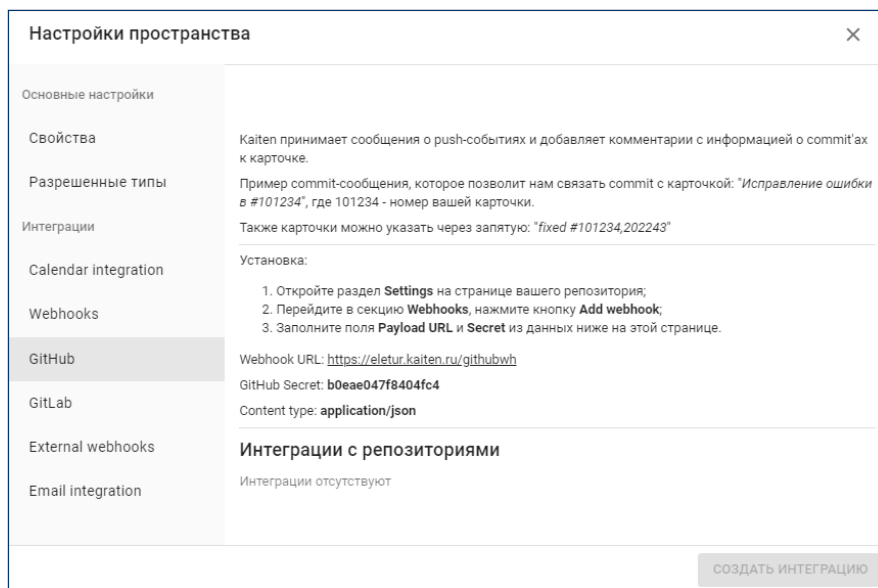 Настройки пространства
Основные настройки
Свойства
Разрешенные типы
Интеграции
Calendar integration
Webhooks
GitHub
GitLab
External webhooks
Email integration
Kaiten принимает сообщения о push-событиях и добавляет комментарии с информацией о commit'ах
к карточке.
Пример commit-сообщения, которое позволит нам связать commit с карточкой: "Исправление ошибки
в #101234", где 101234 - номер вашей карточки.
Также карточки можно указать через запятую: "fixed #101234,202243"
Установка:
1. Откройте раздел Settings на странице вашего репозитория;
2. Перейдите в секцию Webhooks, нажмите кнопку Add webhook;
3. Заполните поля Payload URL и Secret из данных ниже на этой странице.
Webhook URL: https://eletur.kaiten.ru/githubwh
GitHub Secret: b0eae047f8404fc4
Content type: application/json
Интеграции с репозиториями
Интеграции отсутствуют
СОЗДАТЬ ИНТЕГРАЦИЮ